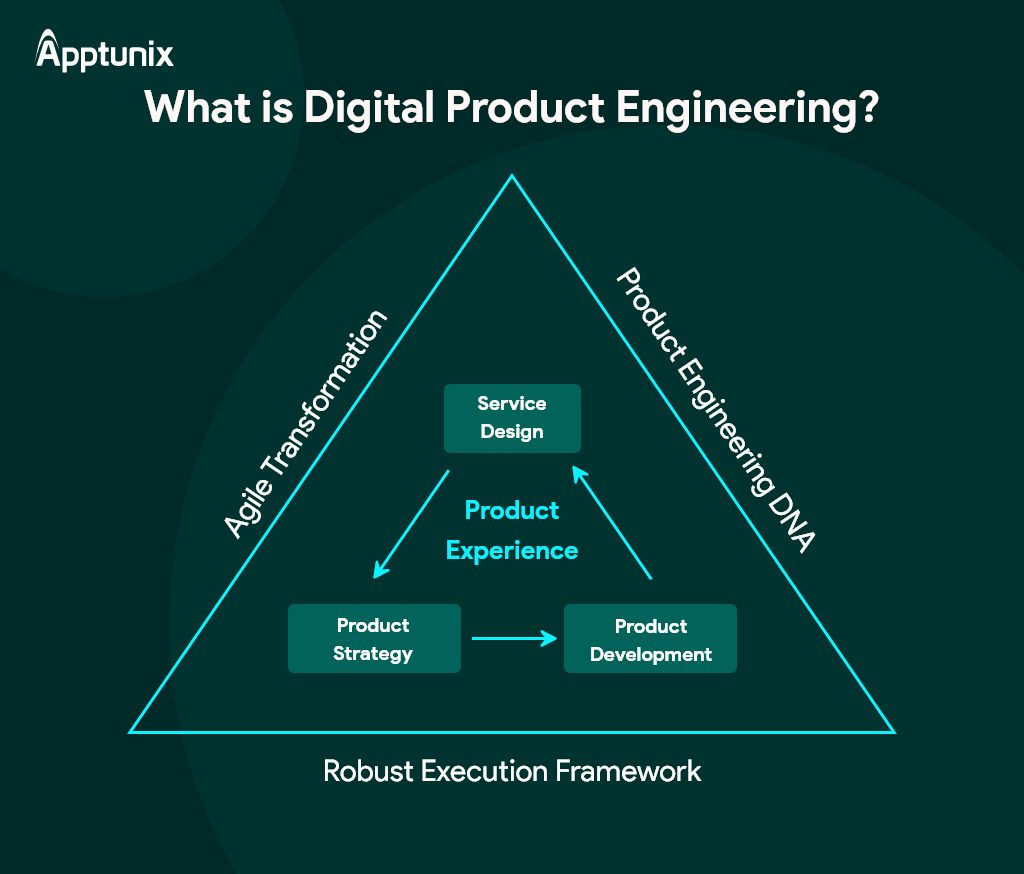 Apptunix
What is Digital Product Engineering?
Agile Transformation
Product Engineering DNA
Service
Design
Product
Experience
Product
Strategy
Product
Development
Robust Execution Framework